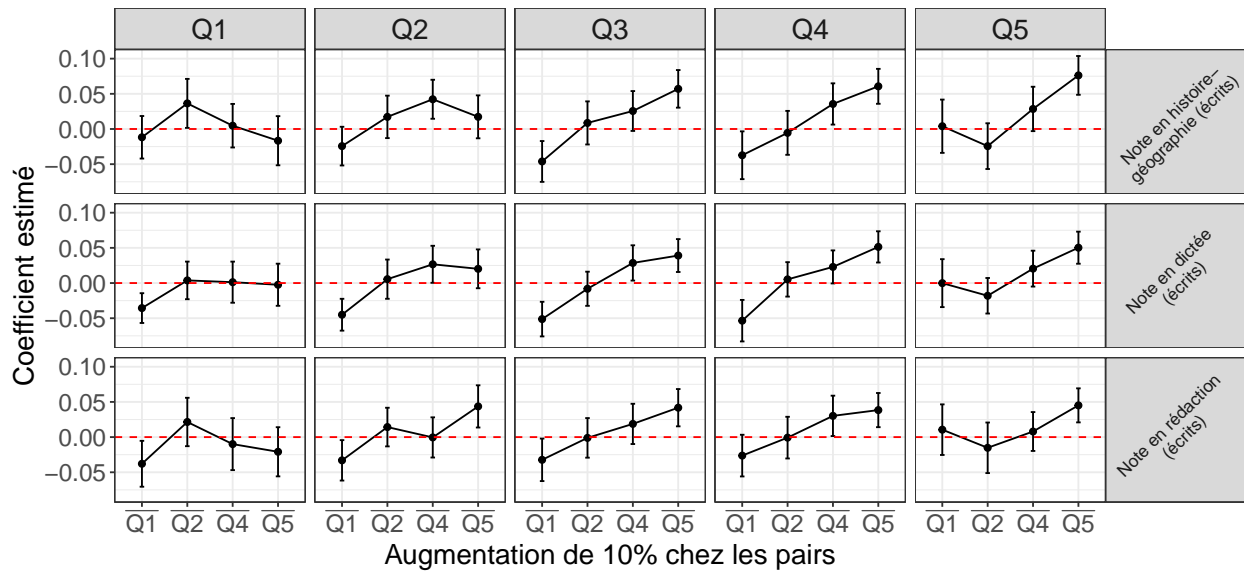 Q1 Q2 Q3 Q4 Q5
Coefficient estimé
0.10
0.05
0.00
−0.05
Note en histoire−
géographie (écrits)
0.10
0.05
0.00
−0.05
Note en dictée
(écrits)
0.10
0.05
0.00
−0.05
Note en rédaction
(écrits)
Q1 Q2 Q4 Q5 Q1 Q2 Q4 Q5 Q1 Q2 Q4 Q5 Q1 Q2 Q4 Q5 Q1 Q2 Q4 Q5
Augmentation de 10% chez les pairs